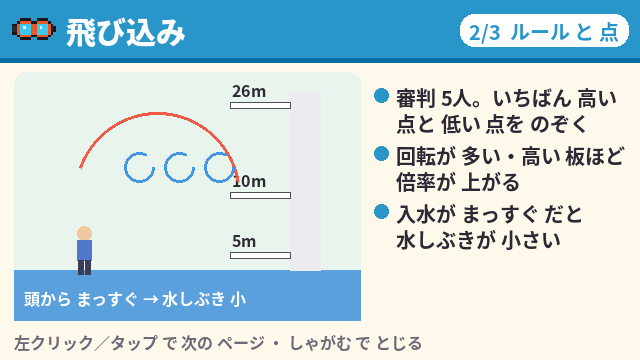 飛び込み
2/3 ルール と 点
26m
10m
5m
頭から まっすぐ → 水しぶき 小
審判 5人。いちばん 高い
点と 低い 点を のぞく
回転が 多い・高い 板ほど
倍率が 上がる
入水が まっすぐ だと
水しぶきが 小さい
左クリック／タップ で 次の ページ ・ しゃがむ で とじる